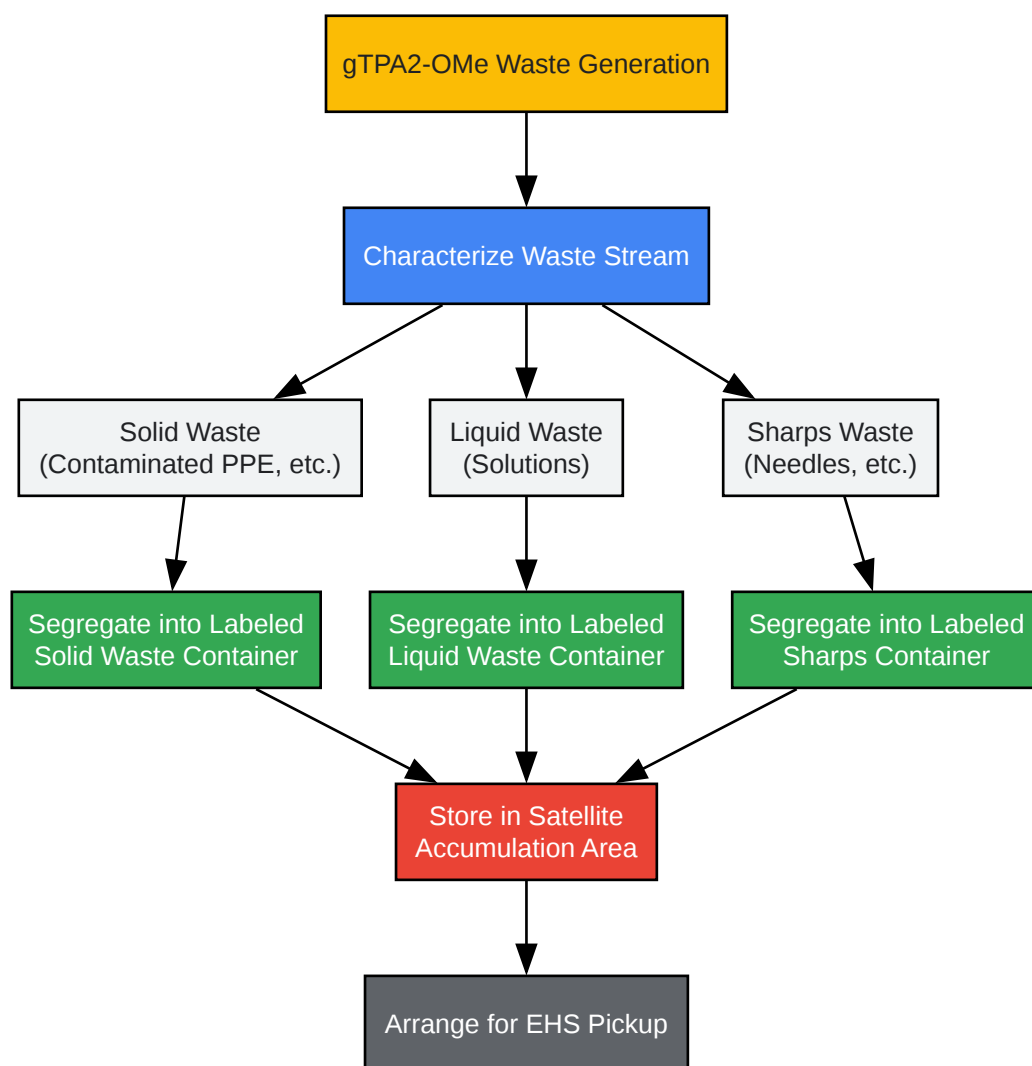 gTPA2-OMe Waste Generation
Characterize Waste Stream
Solid Waste
(Contaminated PPE, etc.)
Liquid Waste
(Solutions)
Sharps Waste
(Needles, etc.)
Segregate into Labeled
Solid Waste Container
Segregate into Labeled
Liquid Waste Container
Segregate into Labeled
Sharps Container
Store in Satellite
Accumulation Area
Arrange for EHS Pickup